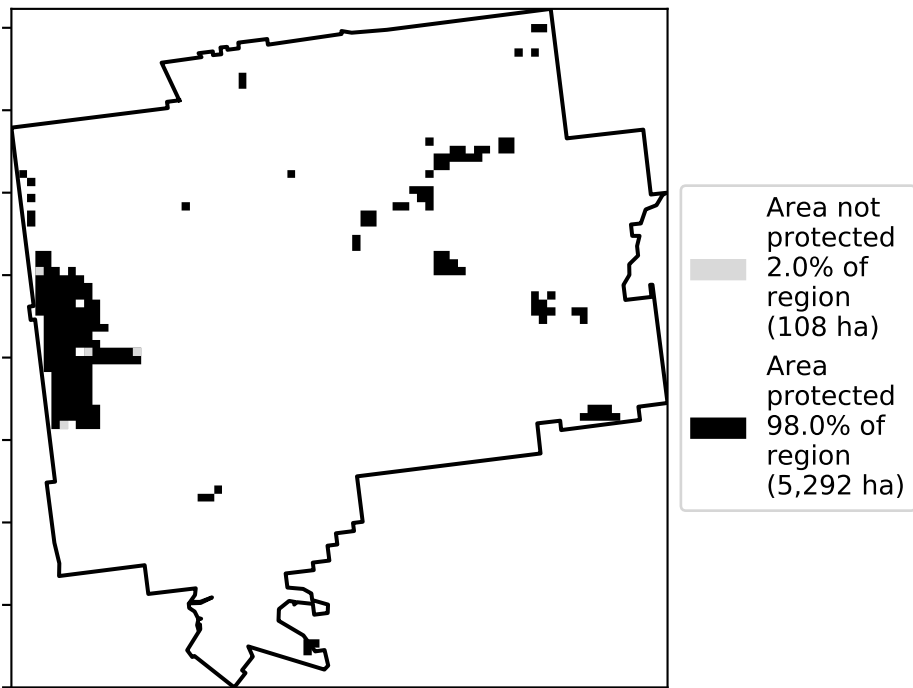 Area not
protected
2.0% of
region
(108 ha)
Area
protected
98.0% of
region
(5,292 ha)